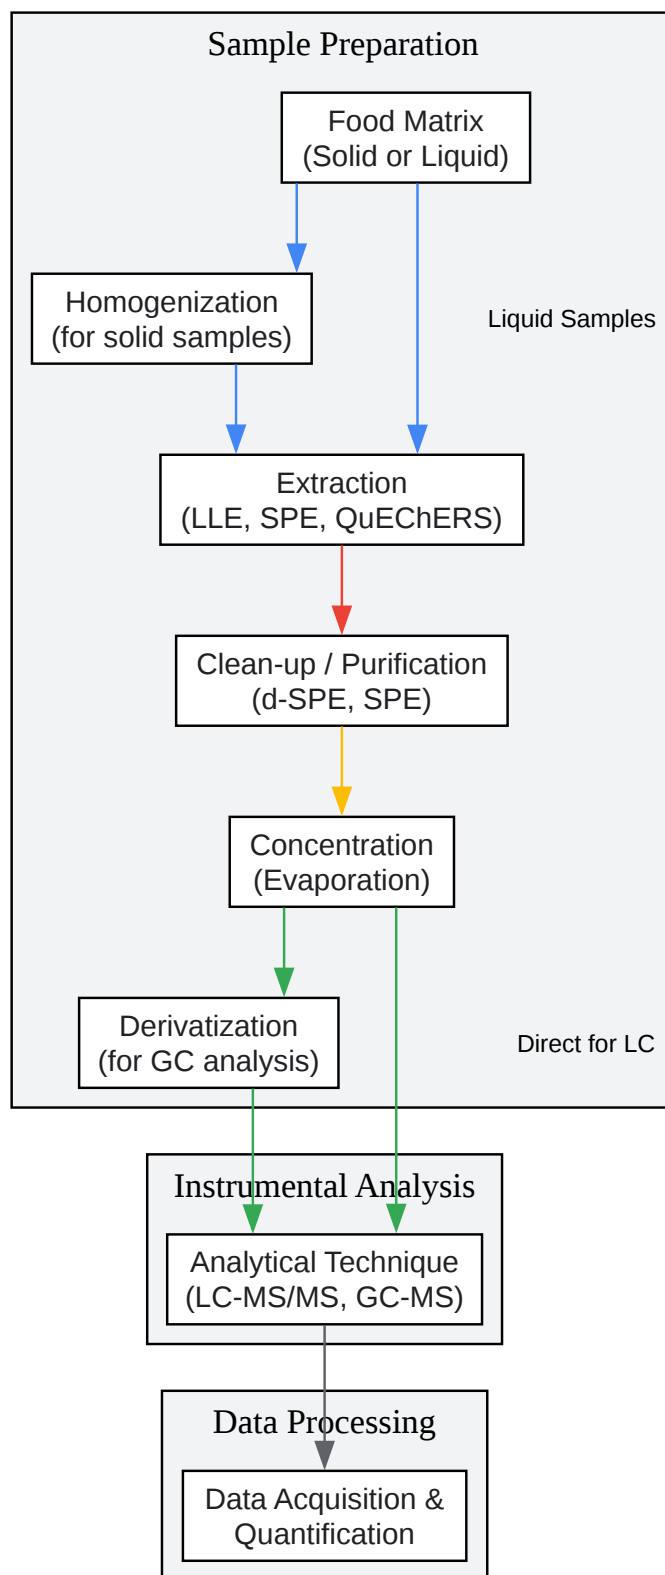 Sample Preparation
Food Matrix
(Solid or Liquid)
Homogenization
(for solid samples)
Liquid Samples
Extraction
(LLE, SPE, QuEChERS)
Clean-up / Purification
(d-SPE, SPE)
Concentration
(Evaporation)
Derivatization
(for GC analysis)
Direct for LC
Instrumental Analysis
Analytical Technique
(LC-MS/MS, GC-MS)
Data Processing
Data Acquisition &
Quantification